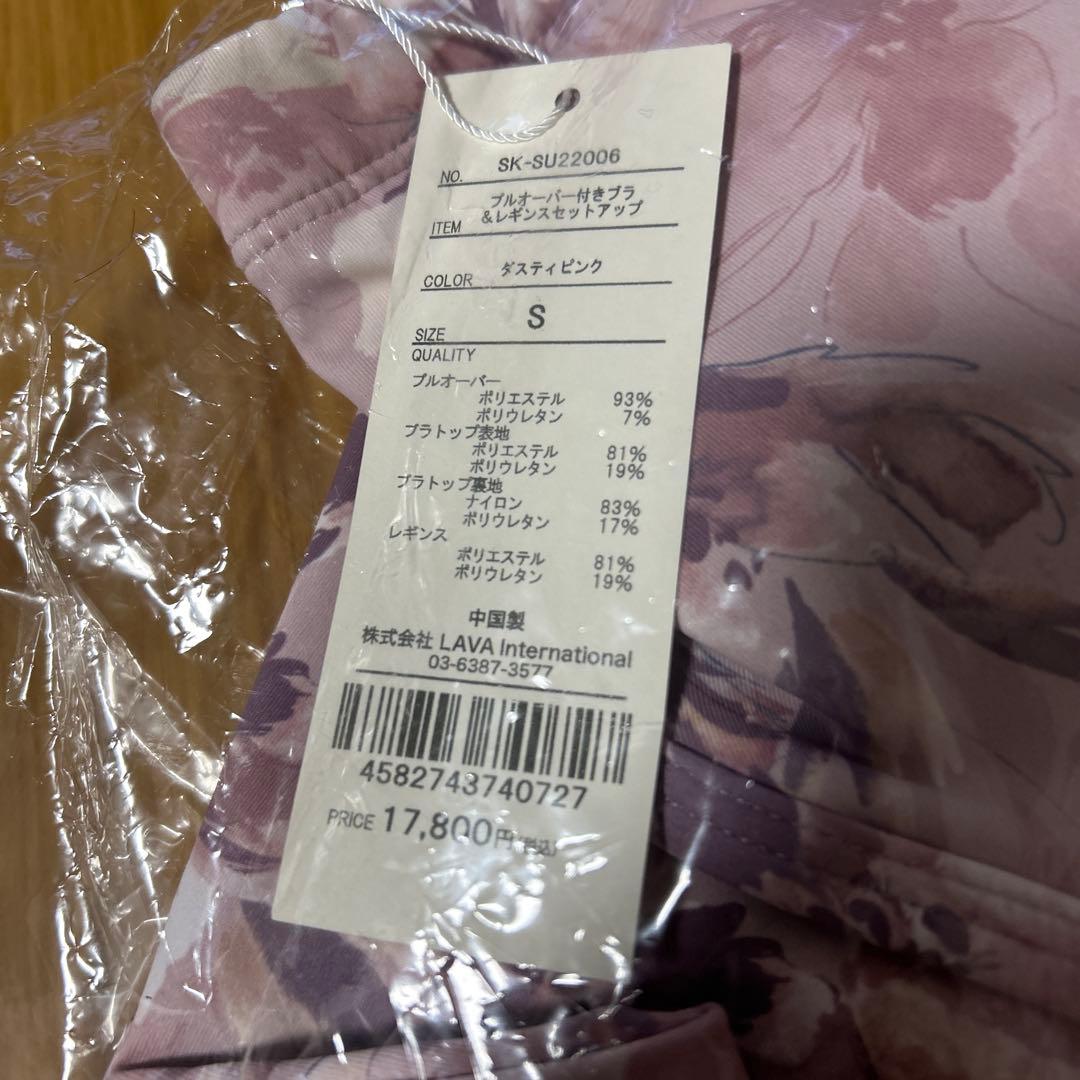 NO. SK-SU22006
プルオーバー付きブラ
&レギンスセットアップ
ITEM
COLOR ダスティピンク
SIZE S
QUALITY
プルオーバー
ポリエステル 93%
ポリウレタン 7%
ブラトップ表地
ポリエステル 81%
ポリウレタン 19%
ブラトップ裏地
ナイロン 83%
ポリウレタン 17%
レギンス
ポリエステル 81%
ポリウレタン 19%
中国製
株式会社 LAVA International
03-6387-3577
4582743740727
PRICE 17,800円(税込)